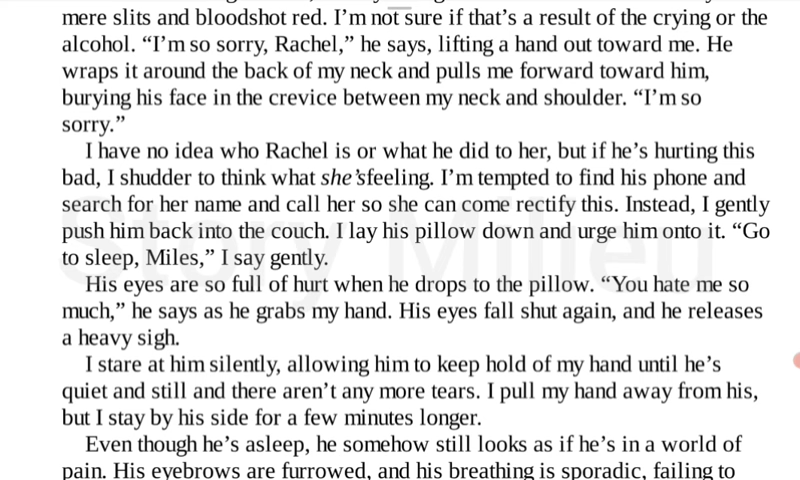 mere slits and bloodshot red. I’m not sure if that’s a result of the crying or the
alcohol. “I’m so sorry, Rachel,” he says, lifting a hand out toward me. He
wraps it around the back of my neck and pulls me forward toward him,
burying his face in the crevice between my neck and shoulder. “I’m so
sorry.”
I have no idea who Rachel is or what he did to her, but if he’s hurting this
bad, I shudder to think what she’sfeeling. I’m tempted to find his phone and
search for her name and call her so she can come rectify this. Instead, I gently
push him back into the couch. I lay his pillow down and urge him onto it. “Go
to sleep, Miles,” I say gently.
His eyes are so full of hurt when he drops to the pillow. “You hate me so
much,” he says as he grabs my hand. His eyes fall shut again, and he releases
a heavy sigh.
I stare at him silently, allowing him to keep hold of my hand until he’s
quiet and still and there aren’t any more tears. I pull my hand away from his,
but I stay by his side for a few minutes longer.
Even though he’s asleep, he somehow still looks as if he’s in a world of
pain. His eyebrows are furrowed, and his breathing is sporadic, failing to
Story Milieu